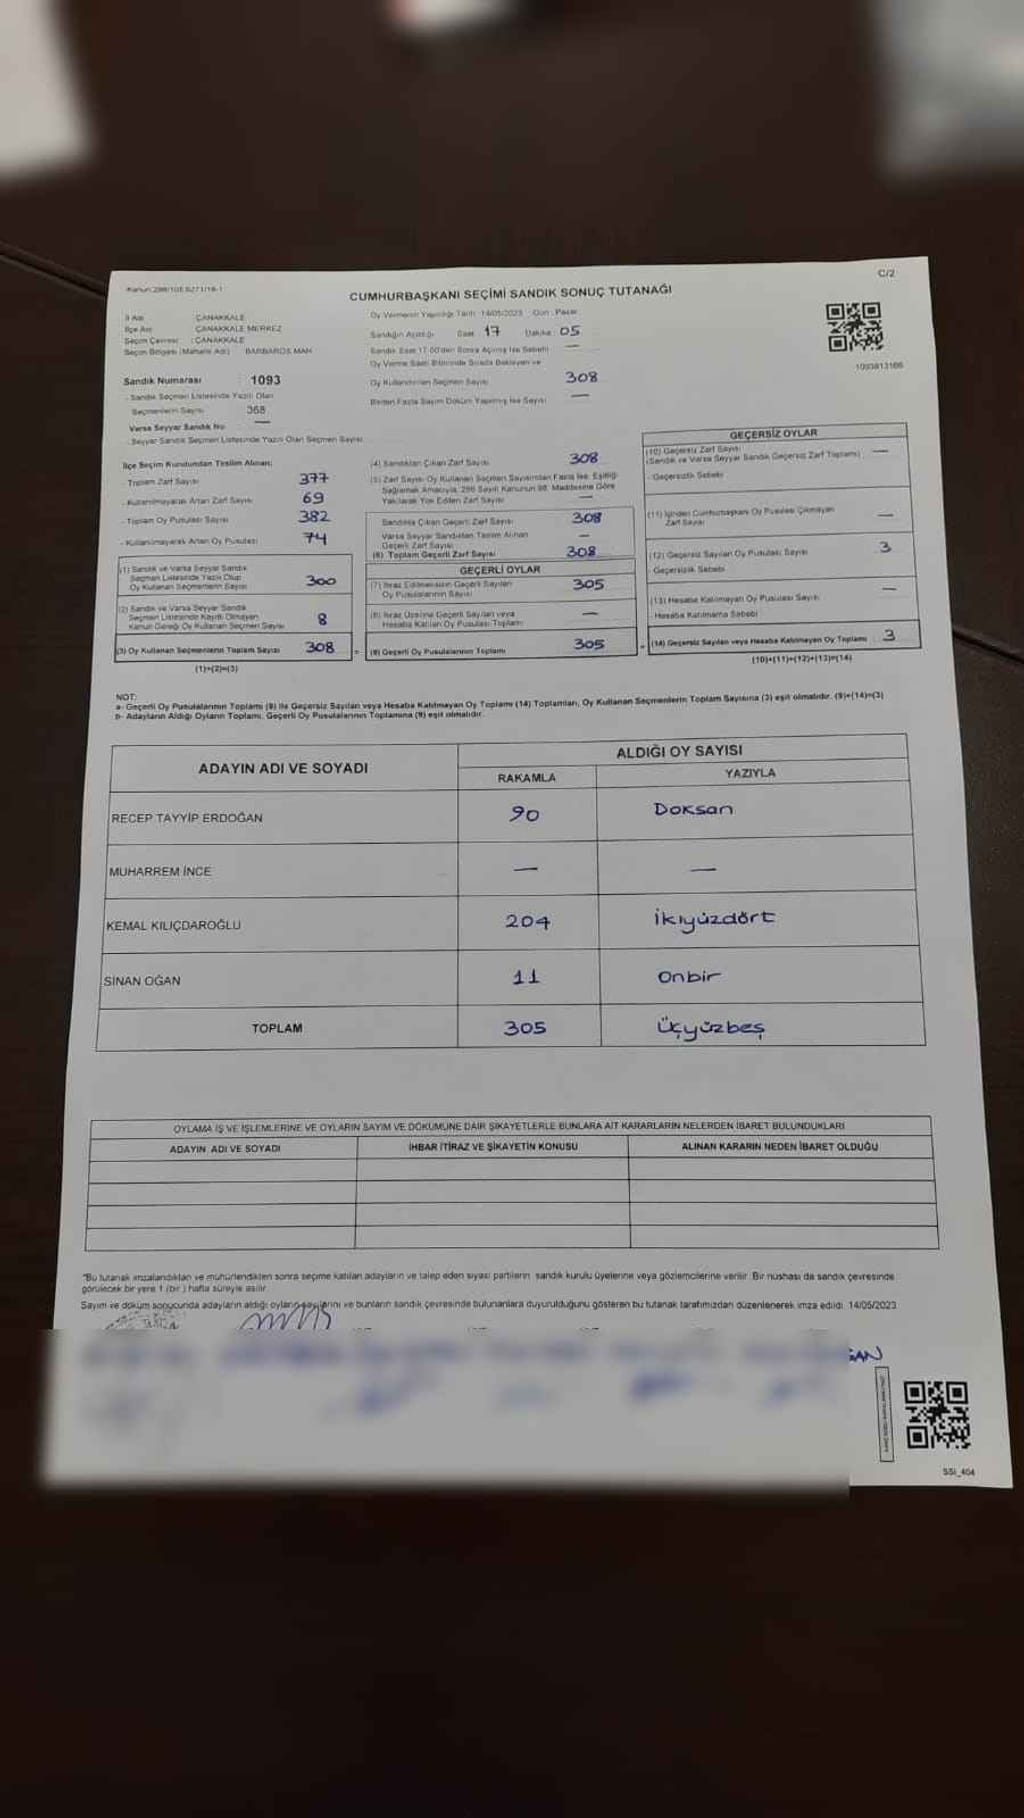 Kanun:298/105,6271/18-1
C/2
CUMHURBAŞKANI SEÇİMİ SANDIK SONUÇ TUTANAĞI
İl Adı : ÇANAKKALE
İlçe Adı : ÇANAKKALE MERKEZ
Seçim Çevresi : ÇANAKKALE
Seçim Bölgesi (Mahalle Adı) : BARBAROS MAH.
Oy Vermenin Yapıldığı Tarih: 14/05/2023 Gün : Pazar
Sandığın Açıldığı Saat: 17 Dakika: 05
Sandık Saat 17:00'den Sonra Açılmış İse Sebebi —
Oy Verme Saati Bitiminde Sırada Bekleyen ve
Oy Kullandırılan Seçmen Sayısı 308
Birden Fazla Sayım Döküm Yapılmış İse Sayısı —
1093813166
Sandık Numarası : 1093
- Sandık Seçmen Listesinde Yazılı Olan
Seçmenlerin Sayısı 368
Varsa Seyyar Sandık No —
- Seyyar Sandık Seçmen Listesinde Yazılı Olan Seçmen Sayısı
İlçe Seçim Kurulundan Teslim Alınan;
- Toplam Zarf Sayısı 377
- Kullanılmayarak Artan Zarf Sayısı 69
- Toplam Oy Pusulası Sayısı 382
- Kullanılmayarak Artan Oy Pusulası 74
(1) Sandık ve Varsa Seyyar Sandık
Seçmen Listesinde Yazılı Olup
Oy Kullanan Seçmenlerin Sayısı 300
(2) Sandık ve Varsa Seyyar Sandık
Seçmen Listesinde Kayıtlı Olmayan
Kanun Gereği Oy Kullanan Seçmen Sayısı 8
(3) Oy Kullanan Seçmenlerin Toplam Sayısı 308
(1)+(2)=(3)
(4) Sandıktan Çıkan Zarf Sayısı 308
(5) Zarf Sayısı Oy Kullanan Seçmen Sayısından Fazla İse, Eşitliği
Sağlamak Amacıyla, 298 Sayılı Kanunun 98. Maddesine Göre
Yakılarak Yok Edilen Zarf Sayısı —
Sandıkta Çıkan Geçerli Zarf Sayısı 308
Varsa Seyyar Sandıktan Teslim Alınan
Geçerli Zarf Sayısı —
(6) Toplam Geçerli Zarf Sayısı 308
GEÇERLİ OYLAR
(7) İtiraz Edilmeksizin Geçerli Sayılan
Oy Pusulalarının Sayısı 305
(8) İtiraz Üzerine Geçerli Sayılan veya
Hesaba Katılan Oy Pusulası Toplamı —
= (9) Geçerli Oy Pusulalarının Toplamı 305
GEÇERSİZ OYLAR
(10) Geçersiz Zarf Sayısı —
(Sandık ve Varsa Seyyar Sandık Geçersiz Zarf Toplamı)
- Geçersizlik Sebebi
(11) İçinden Cumhurbaşkanı Oy Pusulası Çıkmayan
Zarf Sayısı —
(12) Geçersiz Sayılan Oy Pusulası Sayısı 3
- Geçersizlik Sebebi
(13) Hesaba Katılmayan Oy Pusulası Sayısı —
- Hesaba Katılmama Sebebi
+ (14) Geçersiz Sayılan veya Hesaba Katılmayan Oy Toplamı 3
(10)+(11)+(12)+(13)=(14)
NOT:
a- Geçerli Oy Pusulalarının Toplamı (9) ile Geçersiz Sayılan veya Hesaba Katılmayan Oy Toplamı (14) Toplamları, Oy Kullanan Seçmenlerin Toplam Sayısına (3) eşit olmalıdır. (9)+(14)=(3)
b- Adayların Aldığı Oyların Toplamı, Geçerli Oy Pusulalarının Toplamına (9) eşit olmalıdır.
ADAYIN ADI VE SOYADI ALDIĞI OY SAYISI
RAKAMLA YAZIYLA
RECEP TAYYİP ERDOĞAN 90 Doksan
MUHARREM İNCE — —
KEMAL KILIÇDAROĞLU 204 İkiyüzdört
SİNAN OĞAN 11 Onbir
TOPLAM 305 Üçyüzbeş
OYLAMA İŞ VE İŞLEMLERİNE VE OYLARIN SAYIM VE DÖKÜMÜNE DAİR ŞİKAYETLERLE BUNLARA AİT KARARLARIN NELERDEN İBARET BULUNDUKLARI
ADAYIN ADI VE SOYADI İHBAR İTİRAZ VE ŞİKAYETİN KONUSU ALINAN KARARIN NEDEN İBARET OLDUĞU
"Bu tutanak imzalandıktan ve mühürlendikten sonra seçime katılan adayların ve talep eden siyasi partilerin sandık kurulu üyelerine veya gözlemcilerine verilir. Bir nüshası da sandık çevresinde
görülecek bir yere 1 (bir) hafta süreyle asılır.
Sayım ve döküm sonucunda adayların aldığı oyların sayılarını ve bunların sandık çevresinde bulunanlara duyurulduğunu gösteren bu tutanak tarafımızdan düzenlenerek imza edildi. 14/05/2023
SSI_404